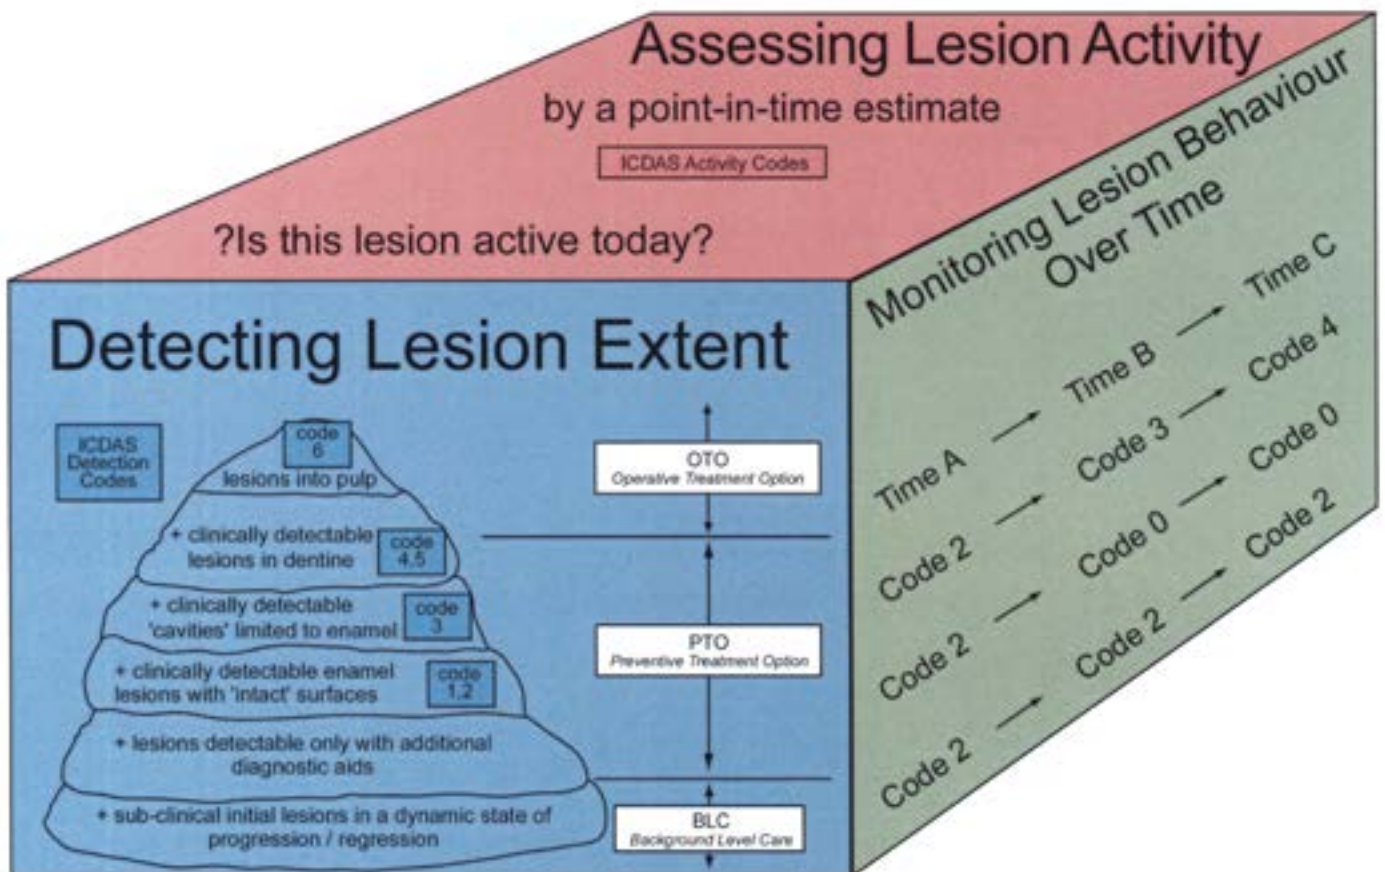 Assessing Lesion Activity
by a point-in-time estimate
ICDAS Activity Codes
?Is this lesion active today?
Detecting Lesion Extent
ICDAS
Detection
Codes
code
6
lesions into pulp
+ clinically detectable
lesions in dentine
code
4,5
+ clinically detectable
'cavities' limited to enamel
code
3
+ clinically detectable enamel
lesions with 'intact' surfaces
code
1,2
+ lesions detectable only with additional
diagnostic aids
+ sub-clinical initial lesions in a dynamic state of
progression / regression
OTO
Operative Treatment Option
PTO
Preventive Treatment Option
BLC
Background Level Care
Monitoring Lesion Behaviour
Over Time
Time A → Time B → Time C
Code 2 → Code 3 → Code 4
Code 2 → Code 0 → Code 0
Code 2 → Code 2 → Code 2